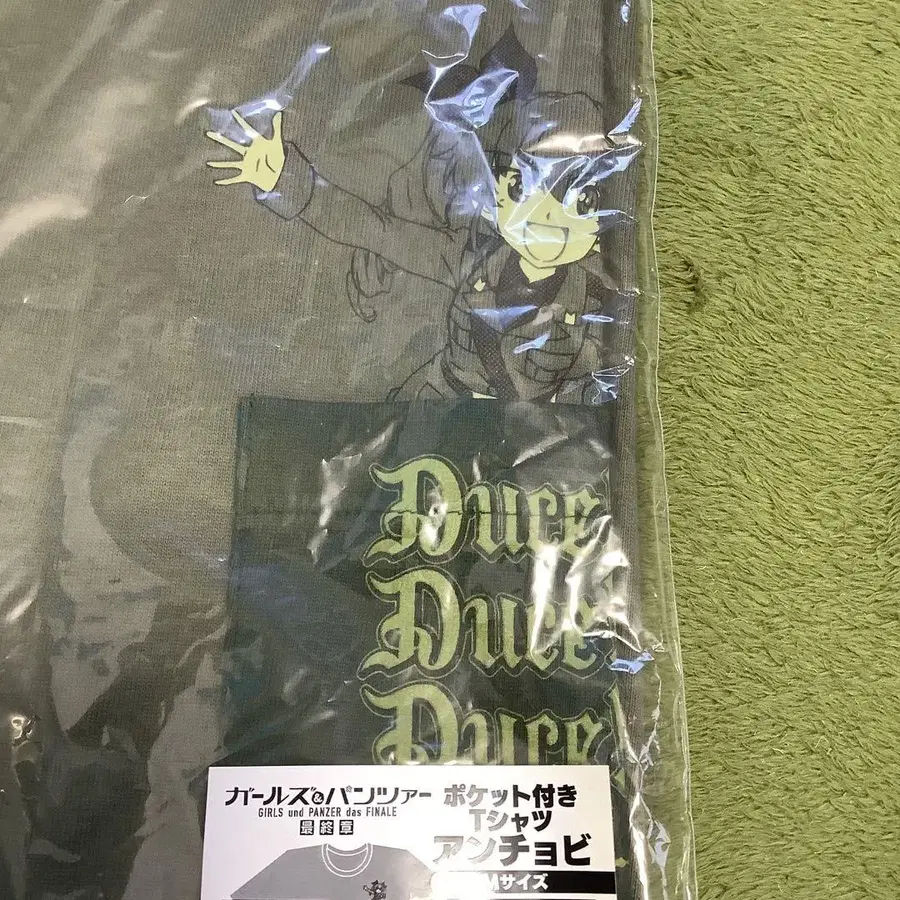 Duce!
Duce!
Duce!
ガールズ&パンツァー
GIRLS und PANZER das FINALE
最終章
ポケット付き
Tシャツ
アンチョビ
Mサイズ